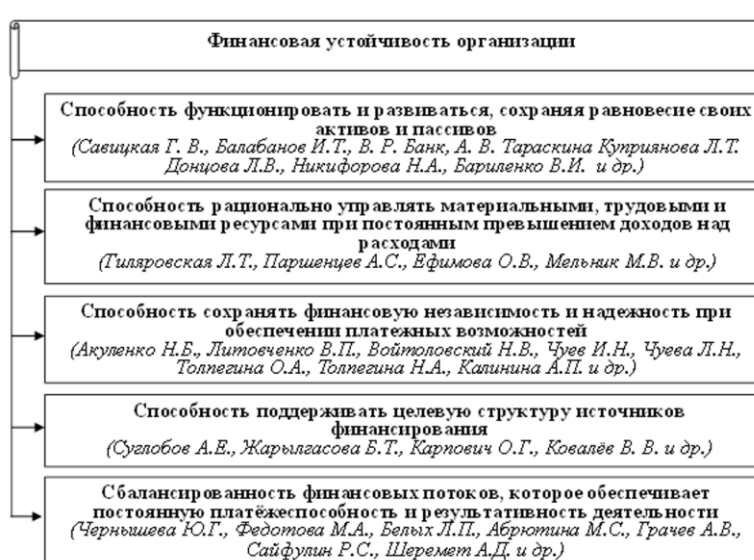 Финансовая устойчивость организации
Способность функционировать и развиваться, сохраняя равновесие своих
активов и пассивов
(Савицкая Г. В., Балабанов И.Т., В. Р. Банк, А. В. Тараскина Куприянова Л.Т.
Донцова Л.В., Никифорова Н.А., Бариленко В.И. и др.)
Способность рационально управлять материальными, трудовыми и
финансовыми ресурсами при постоянным превышением доходов над
расходами
(Гиляровская Л.Т., Паршенцев А.С., Ефимова О.В., Мельник М.В. и др.)
Способность сохранять финансовую независимость и надежность при
обеспечении платежных возможностей
(Акуленко Н.Б., Литовченко В.П., Войтоловский Н.В., Чуев И.Н., Чуева Л.Н.,
Толпегина О.А., Толпегина Н.А., Калинина А.П. и др.)
Способность поддерживать целевую структуру источников
финансирования
(Суглобов А.Е., Жарылгасова Б.Т., Карпович О.Г., Ковалёв В. В. и др.)
Сбалансированность финансовых потоков, которое обеспечивает
постоянную платёжеспособность и результативность деятельности
(Чернышева Ю.Г., Федотова М.А., Белых Л.П., Абрютина М.С., Грачев А.В.,
Сайфулин Р.С., Шеремет А.Д. и др.)